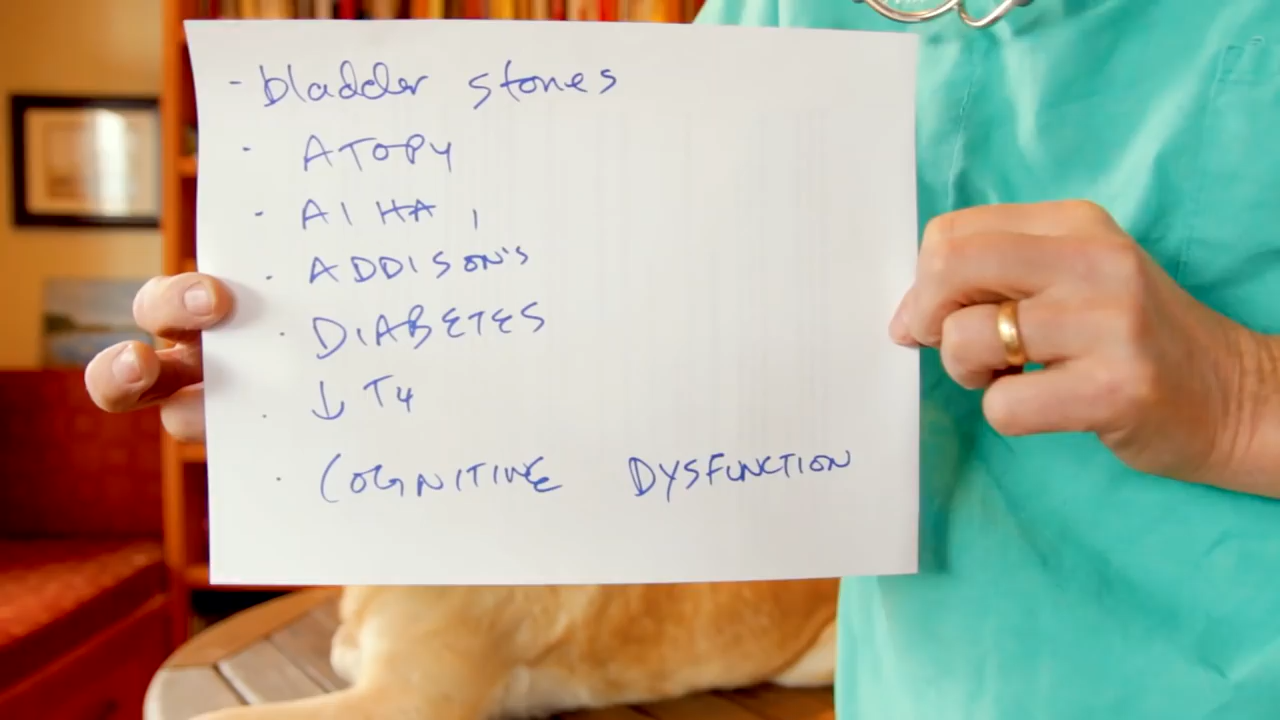 - bladder stones
· ATOPY
- AIHA,
· ADDISON'S
· DIABETES
· ↓ T4
· COGNITIVE DYSFUNCTION